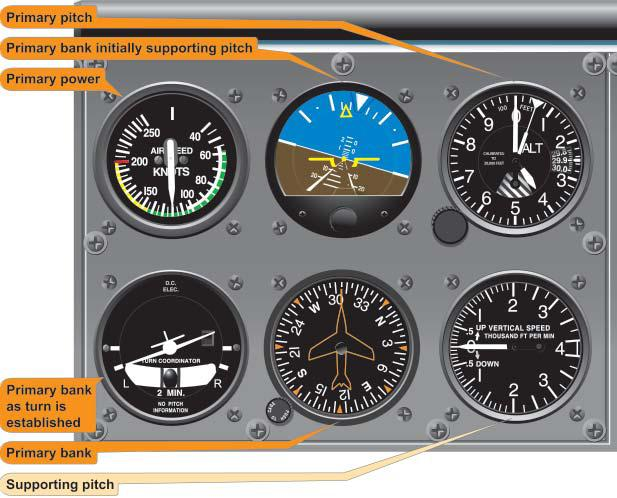 Primary pitch
Primary bank initially supporting pitch
Primary power
250
40
AIR SPEED
60
200
KNOTS
80
150
100
W
2
2
10
10
20
20
100 FEET
0
9
1
8
ALT
2
CALIBRATED
TO
20,000 FEET
29.8
29.9
30.0
7
3
6
5
4
D.C.
ELEC.
TURN COORDINATOR
L
R
2 MIN.
NO PITCH
INFORMATION
30
33
W
N
24
3
21
6
S
E
15
12
1
2
3
.5
UP VERTICAL SPEED
THOUSAND FT PER MIN
0
4
.5
DOWN
1
2
3
Primary bank
as turn is
established
Primary bank
Supporting pitch